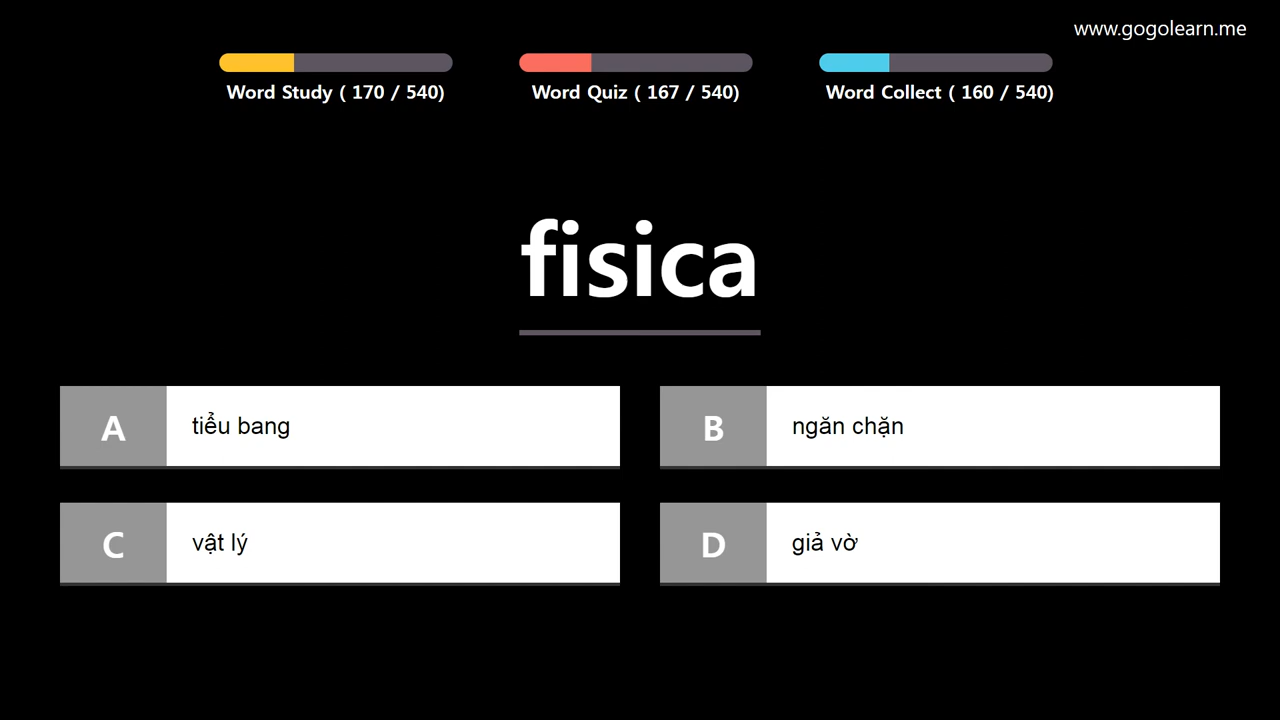 www.gogolearn.me
Word Study ( 170 / 540)
Word Quiz ( 167 / 540)
Word Collect ( 160 / 540)
fisica
A
tiểu bang
B
ngăn chặn
C
vật lý
D
giả vờ